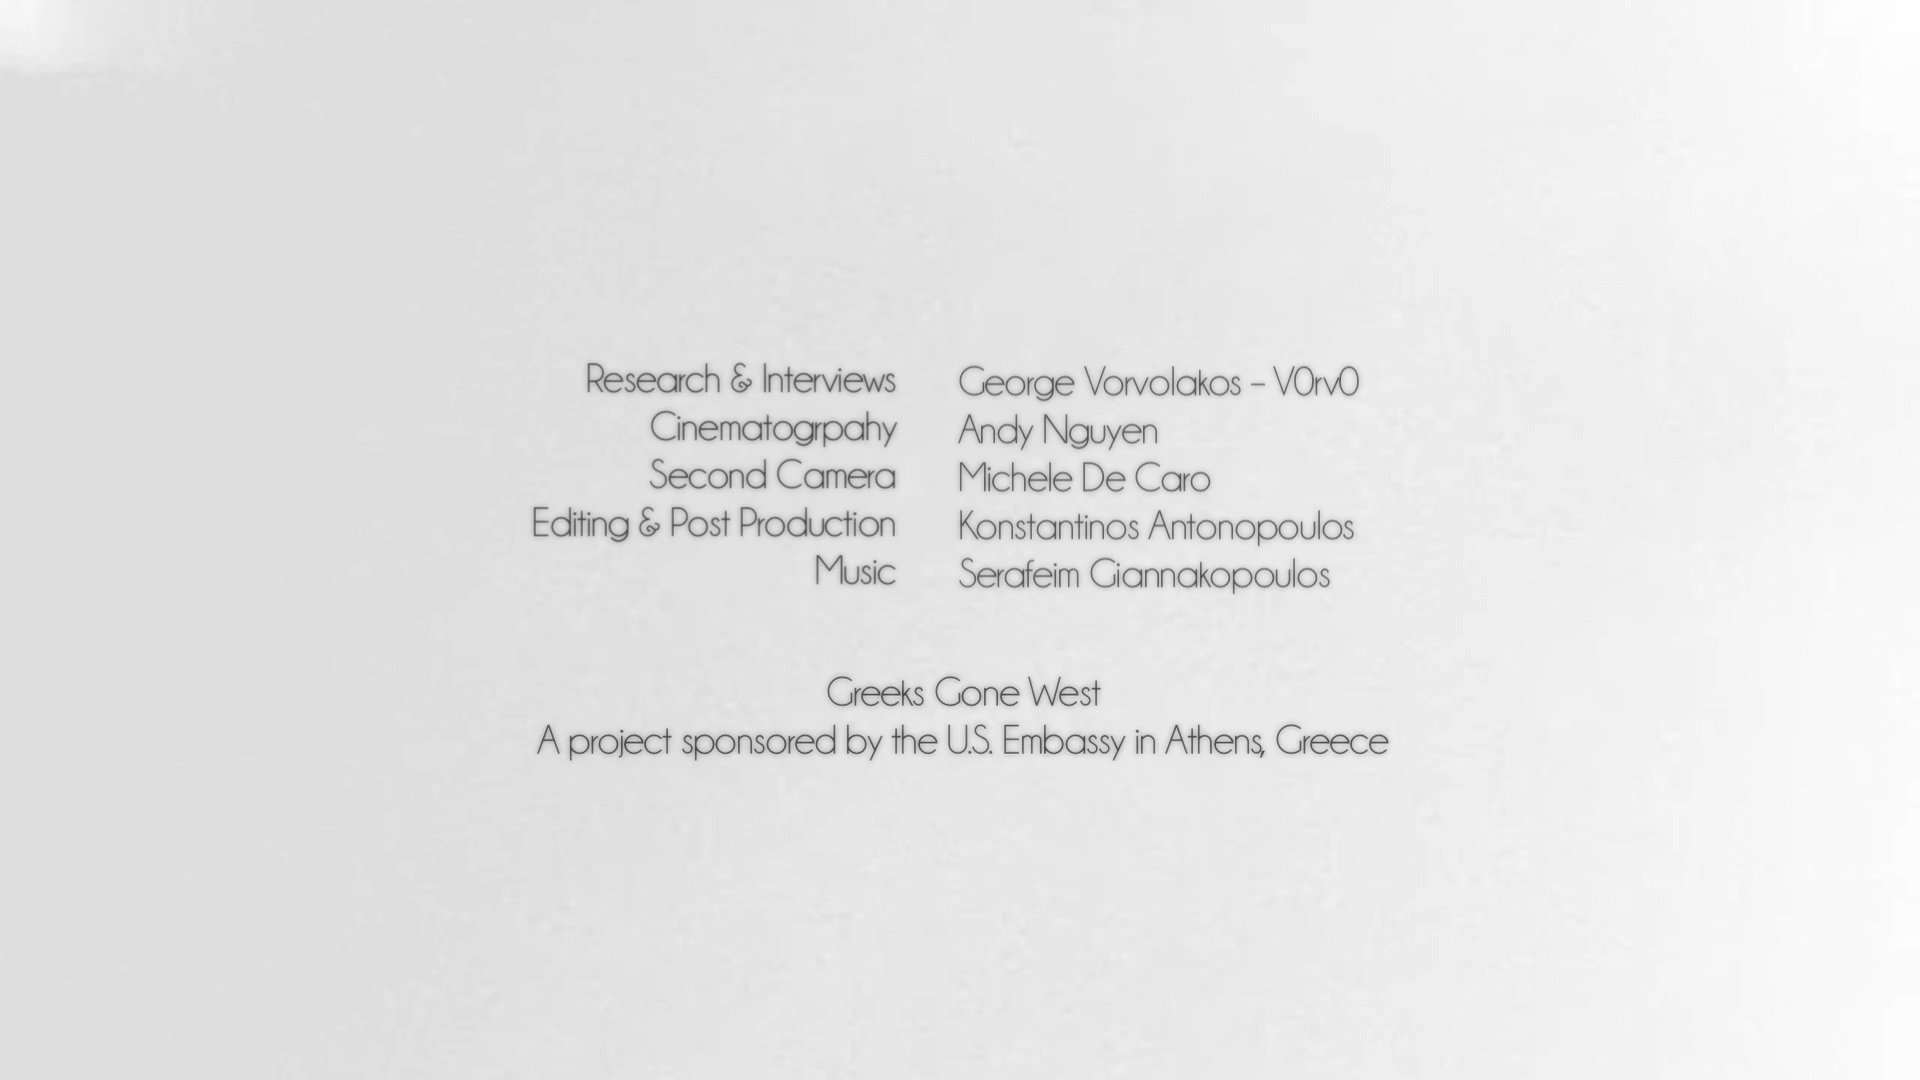 Research & Interviews George Vorvolakos – V0rv0
Cinematogrpahy Andy Nguyen
Second Camera Michele De Caro
Editing & Post Production Konstantinos Antonopoulos
Music Serafeim Giannakopoulos
Greeks Gone West
A project sponsored by the U.S. Embassy in Athens, Greece